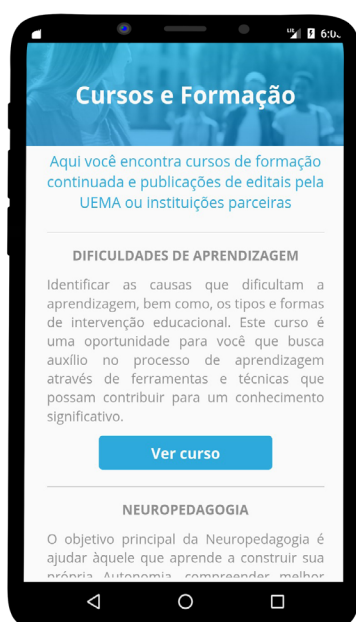 6:0
Cursos e Formação
Aqui você encontra cursos de formação
continuada e publicações de editais pela
UEMA ou instituições parceiras
DIFICULDADES DE APRENDIZAGEM
Identificar as causas que dificultam a
aprendizagem, bem como, os tipos e formas
de intervenção educacional. Este curso é
uma oportunidade para você que busca
auxílio no processo de aprendizagem
através de ferramentas e técnicas que
possam contribuir para um conhecimento
significativo.
Ver curso
NEUROPEDAGOGIA
O objetivo principal da Neuropedagogia é
ajudar àquele que aprende a construir sua
própria Autonomia, compreender melhor